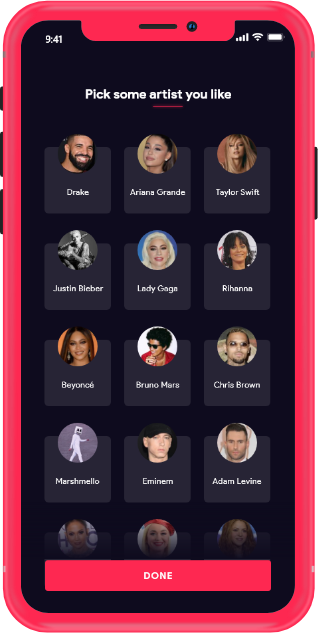 9:41
Pick some artist you like
Drake
Ariana Grande
Taylor Swift
Justin Bieber
Lady Gaga
Rihanna
Beyoncé
Bruno Mars
Chris Brown
Marshmello
Eminem
Adam Levine
DONE